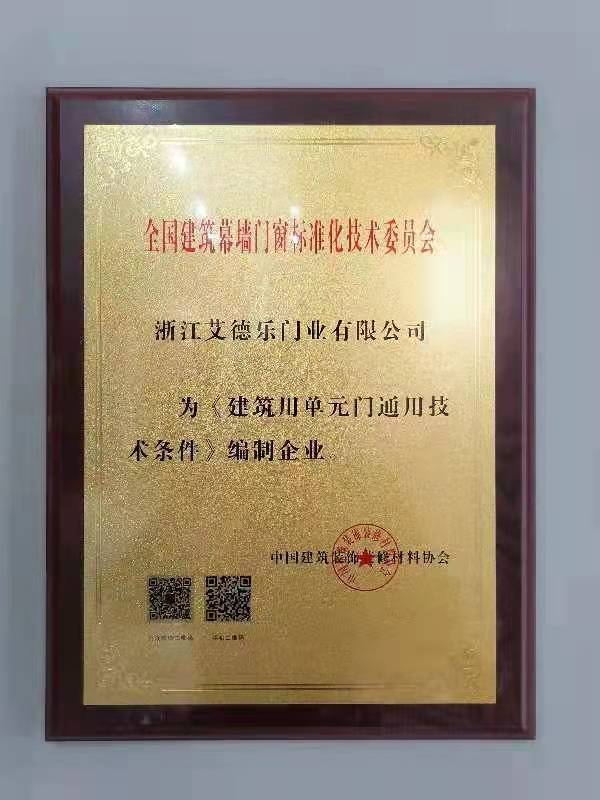 全国建筑幕墙门窗标准化技术委员会
浙江艾德乐门业有限公司
为《建筑用单元门通用技
术条件》编制企业。
中国建筑装饰装修材料协会